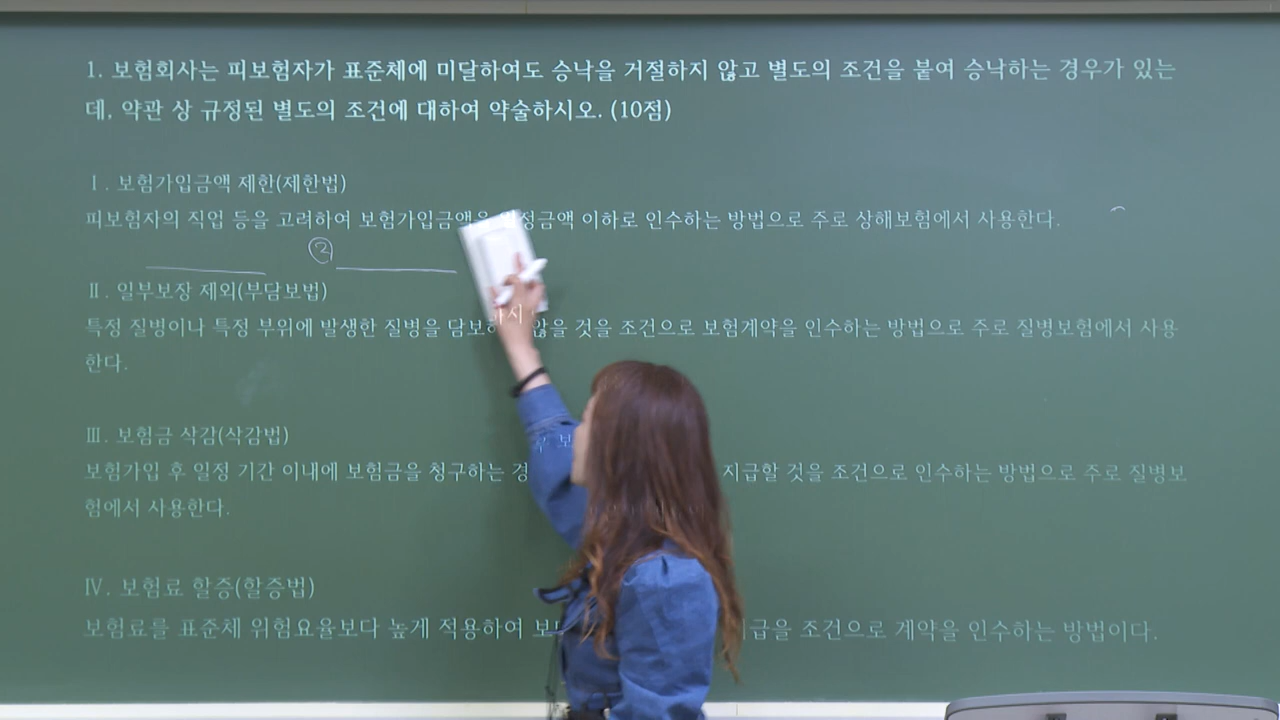 1. 보험회사는 피보험자가 표준체에 미달하여도 승낙을 거절하지 않고 별도의 조건을 붙여 승낙하는 경우가 있는
데, 약관 상 규정된 별도의 조건에 대하여 약술하시오. (10점)
Ⅰ. 보험가입금액 제한(제한법)
피보험자의 직업 등을 고려하여 보험가입금액을 일정금액 이하로 인수하는 방법으로 주로 상해보험에서 사용한다.
②
Ⅱ. 일부보장 제외(부담보법)
특정 질병이나 특정 부위에 발생한 질병을 담보하지 않을 것을 조건으로 보험계약을 인수하는 방법으로 주로 질병보험에서 사용
한다.
Ⅲ. 보험금 삭감(삭감법)
보험가입 후 일정 기간 이내에 보험금을 청구하는 지급할 것을 조건으로 인수하는 방법으로 주로 질병보
험에서 사용한다.
Ⅳ. 보험료 할증(할증법)
보험료를 표준체 위험요율보다 높게 적용하여 조건으로 계약을 인수하는 방법이다.